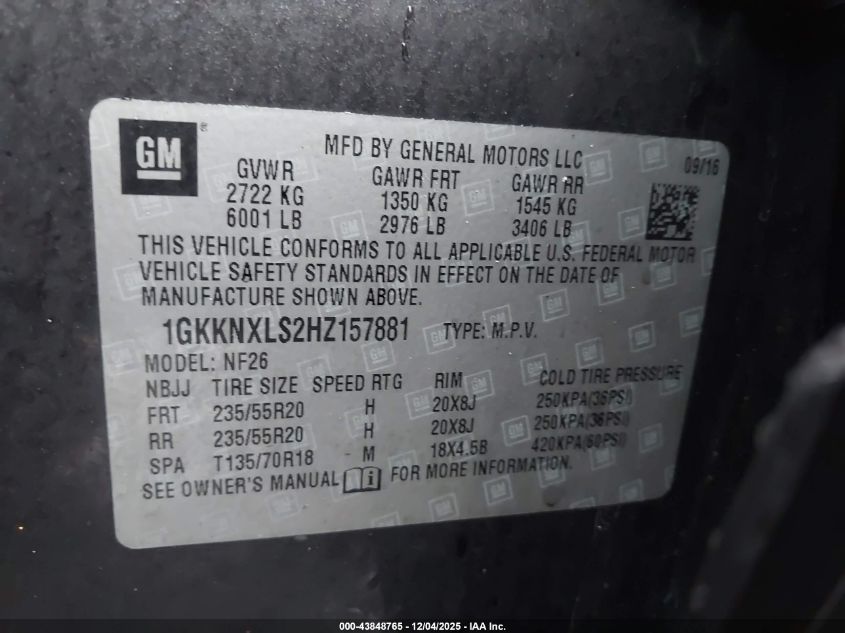 GM ®
MFD BY GENERAL MOTORS LLC 09/16
GVWR GAWR FRT GAWR RR
2722 KG 1350 KG 1545 KG
6001 LB 2976 LB 3406 LB
THIS VEHICLE CONFORMS TO ALL APPLICABLE U.S. FEDERAL MOTOR
VEHICLE SAFETY STANDARDS IN EFFECT ON THE DATE OF
MANUFACTURE SHOWN ABOVE.
1GKKNXLS2HZ157881 TYPE: M.P.V.
MODEL: NF26
NBJJ TIRE SIZE SPEED RTG RIM COLD TIRE PRESSURE
FRT 235/55R20 H 20X8J 250KPA(36PSI)
RR 235/55R20 H 20X8J 250KPA(36PSI)
SPA T135/70R18 M 18X4.5B 420KPA(60PSI)
SEE OWNER'S MANUAL i FOR MORE INFORMATION.
000-43848765 - 12/04/2025 - IAA Inc.